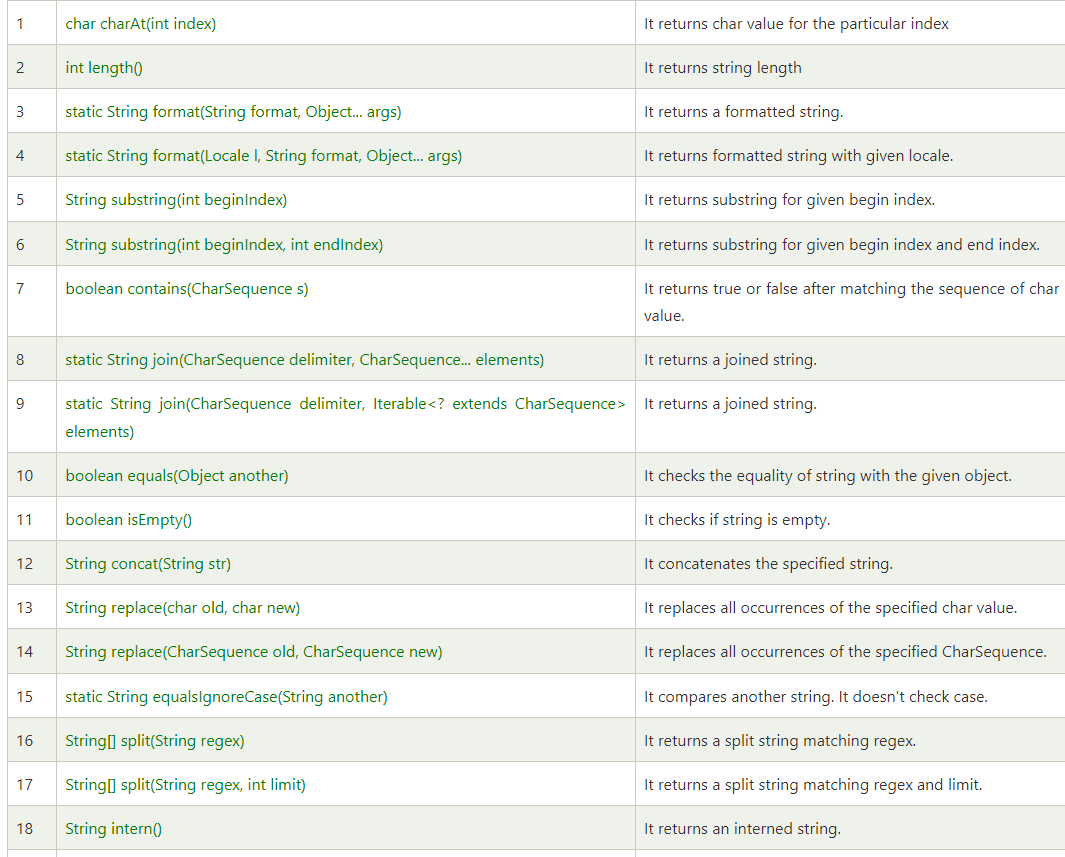 1 char charAt(int index) It returns char value for the particular index
2 int length() It returns string length
3 static String format(String format, Object... args) It returns a formatted string.
4 static String format(Locale l, String format, Object... args) It returns formatted string with given locale.
5 String substring(int beginIndex) It returns substring for given begin index.
6 String substring(int beginIndex, int endIndex) It returns substring for given begin index and end index.
7 boolean contains(CharSequence s) It returns true or false after matching the sequence of char
value.
8 static String join(CharSequence delimiter, CharSequence... elements) It returns a joined string.
9 static String join(CharSequence delimiter, Iterable<? extends CharSequence> It returns a joined string.
elements)
10 boolean equals(Object another) It checks the equality of string with the given object.
11 boolean isEmpty() It checks if string is empty.
12 String concat(String str) It concatenates the specified string.
13 String replace(char old, char new) It replaces all occurrences of the specified char value.
14 String replace(CharSequence old, CharSequence new) It replaces all occurrences of the specified CharSequence.
15 static String equalsIgnoreCase(String another) It compares another string. It doesn't check case.
16 String[] split(String regex) It returns a split string matching regex.
17 String[] split(String regex, int limit) It returns a split string matching regex and limit.
18 String intern() It returns an interned string.